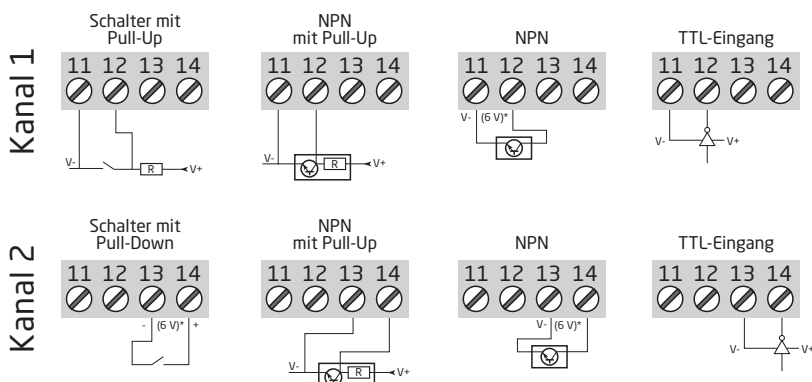 Kanal 1
Schalter mit
Pull-Up
11 12 13 14
V-
R
V+
NPN
mit Pull-Up
11 12 13 14
V-
R
V+
NPN
11 12 13 14
V- (6 V)*
TTL-Eingang
11 12 13 14
V-
V+
Kanal 2
Schalter mit
Pull-Down
11 12 13 14
- (6 V)* +
NPN
mit Pull-Up
11 12 13 14
V-
R
V+
NPN
11 12 13 14
V- (6 V)*
TTL-Eingang
11 12 13 14
V-
V+